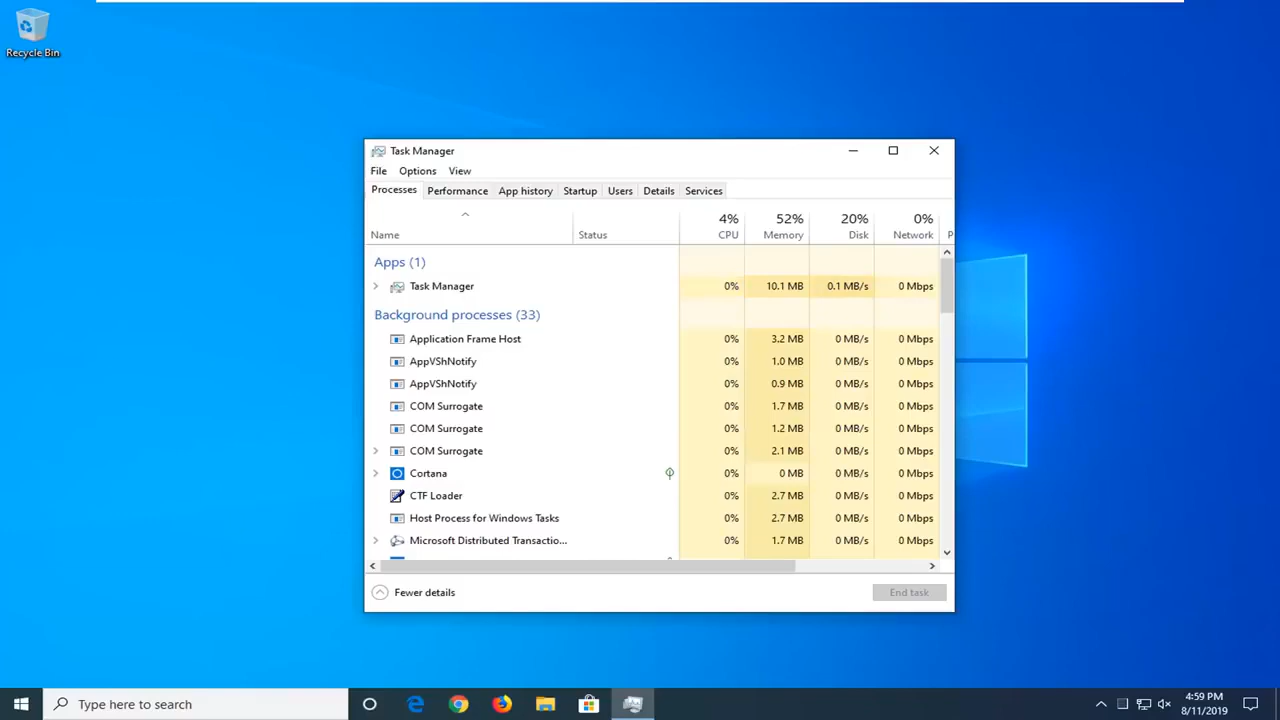 Recycle Bin
Task Manager
File Options View
Processes Performance App history Startup Users Details Services
4% 52% 20% 0%
Name Status CPU Memory Disk Network P
Apps (1)
Task Manager 0% 10.1 MB 0.1 MB/s 0 Mbps
Background processes (33)
Application Frame Host 0% 3.2 MB 0 MB/s 0 Mbps
AppVShNotify 0% 1.0 MB 0 MB/s 0 Mbps
AppVShNotify 0% 0.9 MB 0 MB/s 0 Mbps
COM Surrogate 0% 1.7 MB 0 MB/s 0 Mbps
COM Surrogate 0% 1.2 MB 0 MB/s 0 Mbps
COM Surrogate 0% 2.1 MB 0 MB/s 0 Mbps
Cortana 0% 0 MB 0 MB/s 0 Mbps
CTF Loader 0% 2.7 MB 0 MB/s 0 Mbps
Host Process for Windows Tasks 0% 2.7 MB 0 MB/s 0 Mbps
Microsoft Distributed Transactio... 0% 1.7 MB 0 MB/s 0 Mbps
Fewer details End task
Type here to search
4:59 PM
8/11/2019